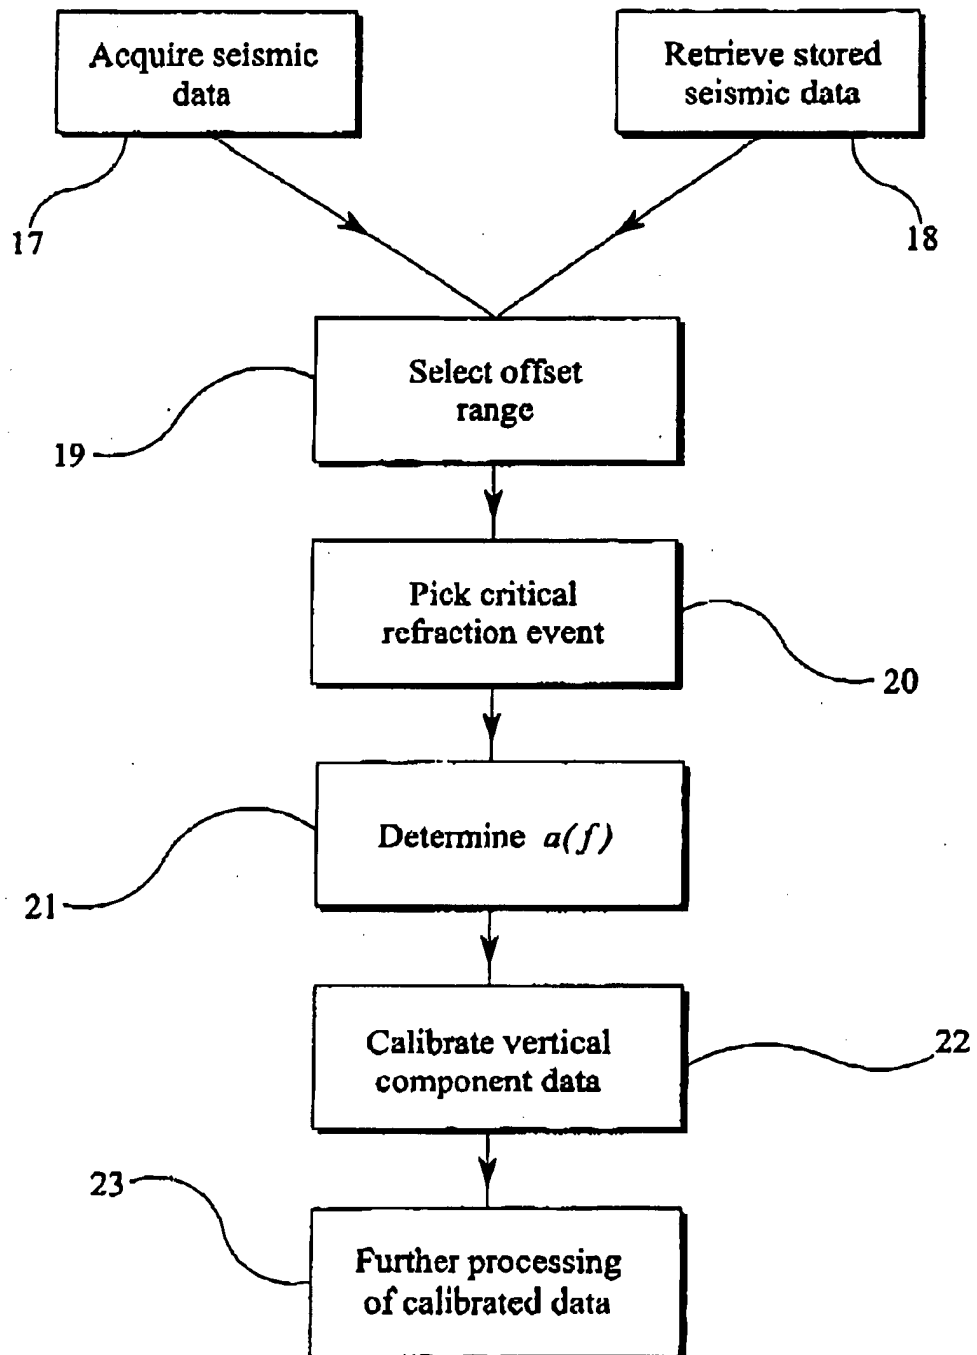 Acquire seismic
data
Retrieve stored
seismic data
17
18
Select offset
range
19
Pick critical
refraction event
20
Determine a(f)
21
Calibrate vertical
component data
22
23
Further processing
of calibrated data